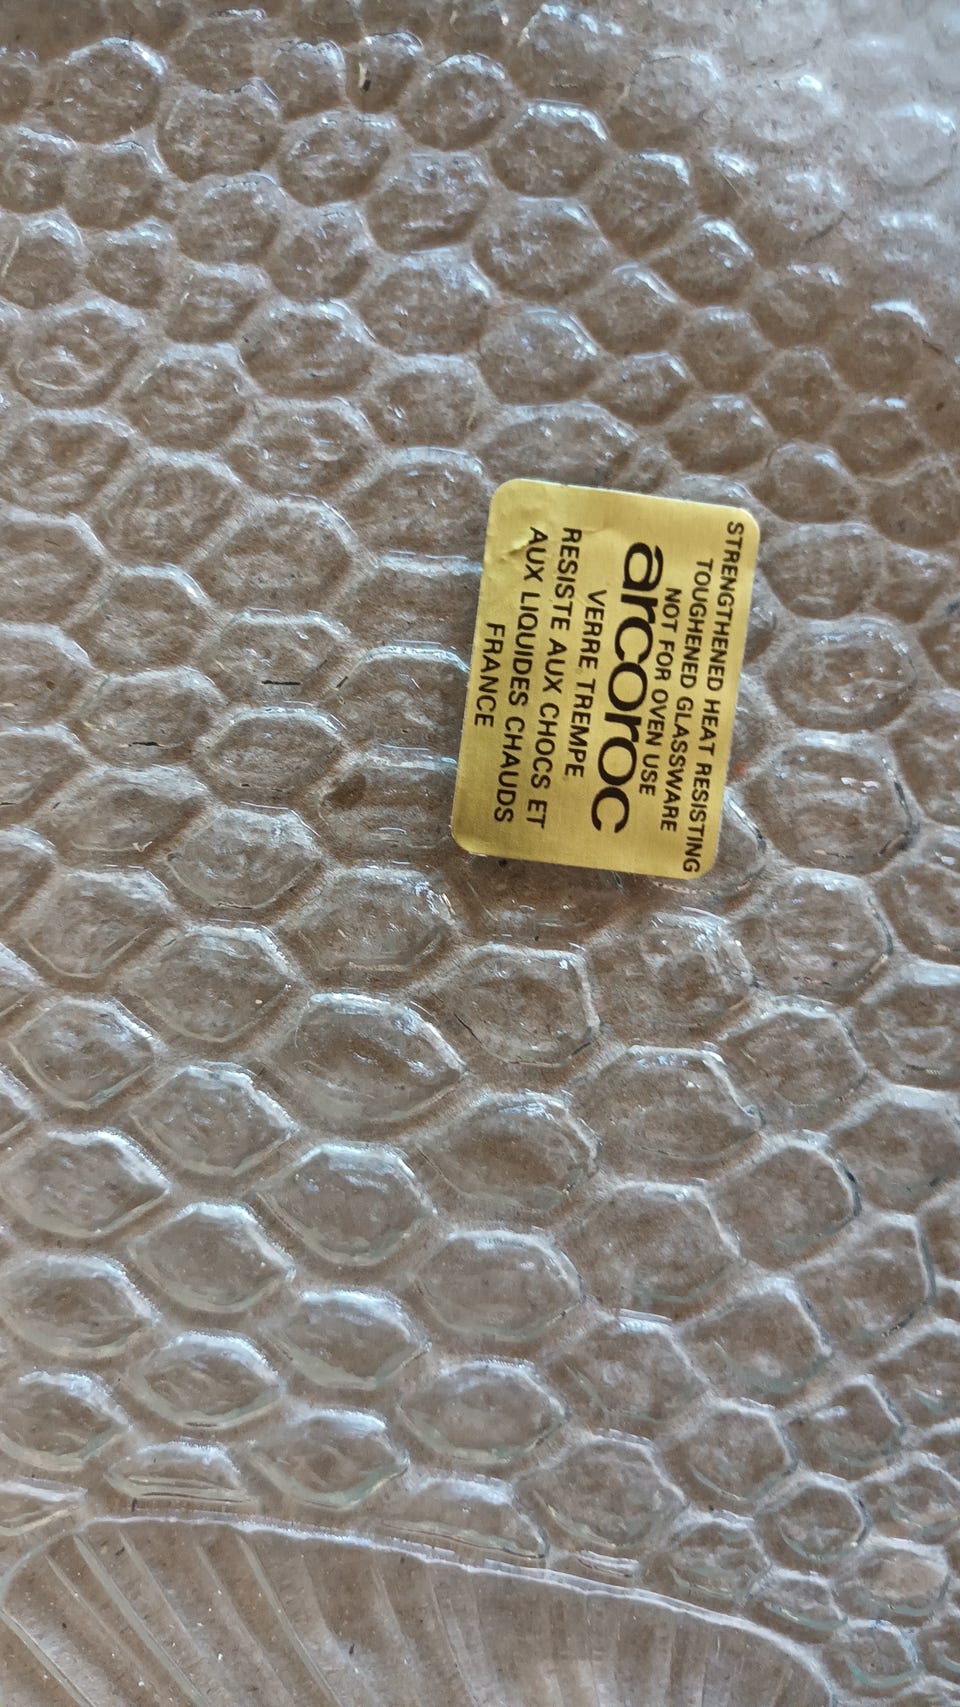 STRENGTHENED HEAT RESISTING
TOUGHENED GLASSWARE
NOT FOR OVEN USE
arcoroc
VERRE TREMPE
RESISTE AUX CHOCS ET
AUX LIQUIDES CHAUDS
FRANCE